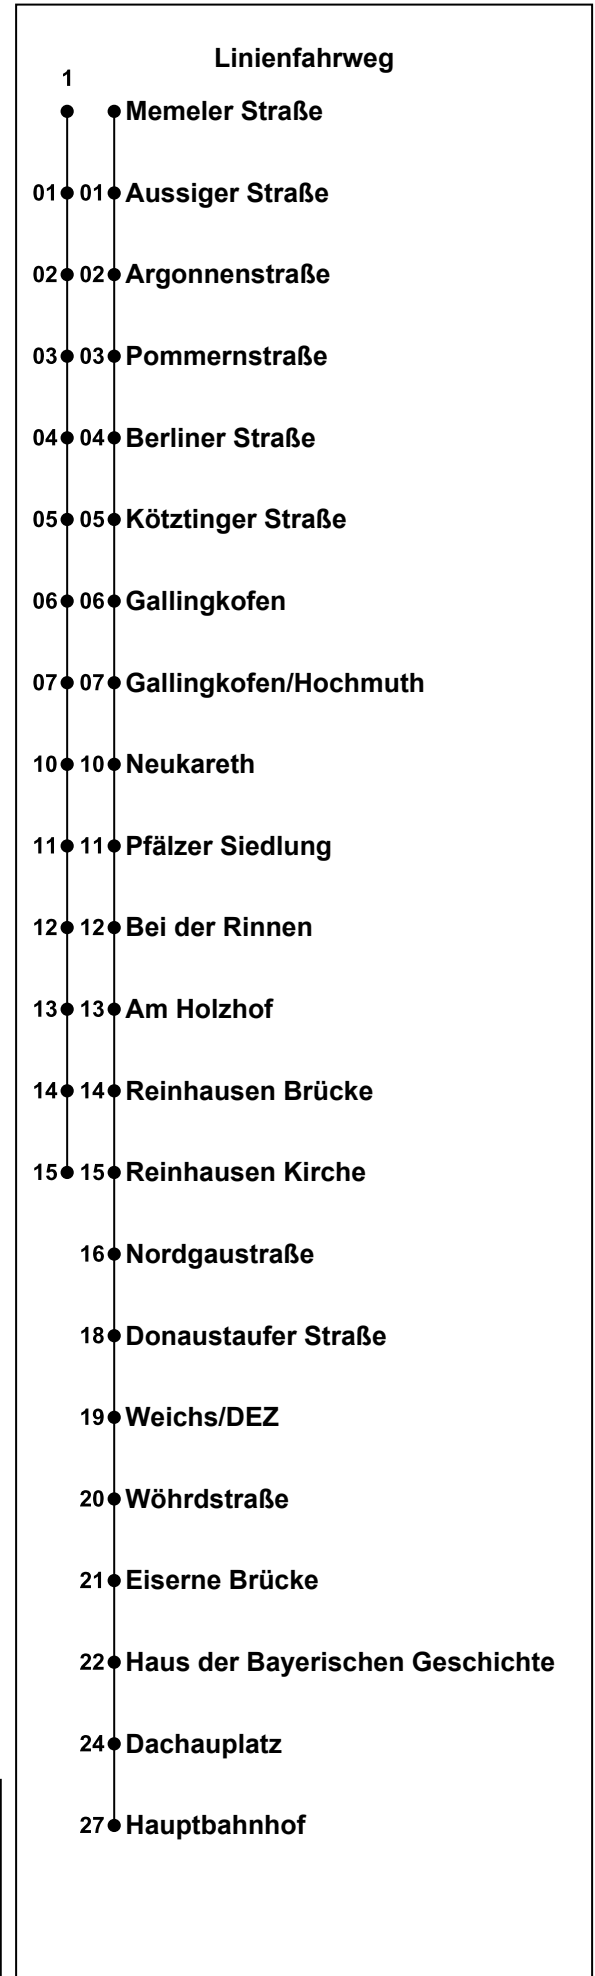 Linienfahrweg
1
Memeler Straße
01 01 Aussiger Straße
02 02 Argonnenstraße
03 03 Pommernstraße
04 04 Berliner Straße
05 05 Kötztinger Straße
06 06 Gallingkofen
07 07 Gallingkofen/Hochmuth
10 10 Neukareth
11 11 Pfälzer Siedlung
12 12 Bei der Rinnen
13 13 Am Holzhof
14 14 Reinhausen Brücke
15 15 Reinhausen Kirche
16 Nordgaustraße
18 Donaustaufer Straße
19 Weichs/DEZ
20 Wöhrdstraße
21 Eiserne Brücke
22 Haus der Bayerischen Geschichte
24 Dachauplatz
27 Hauptbahnhof